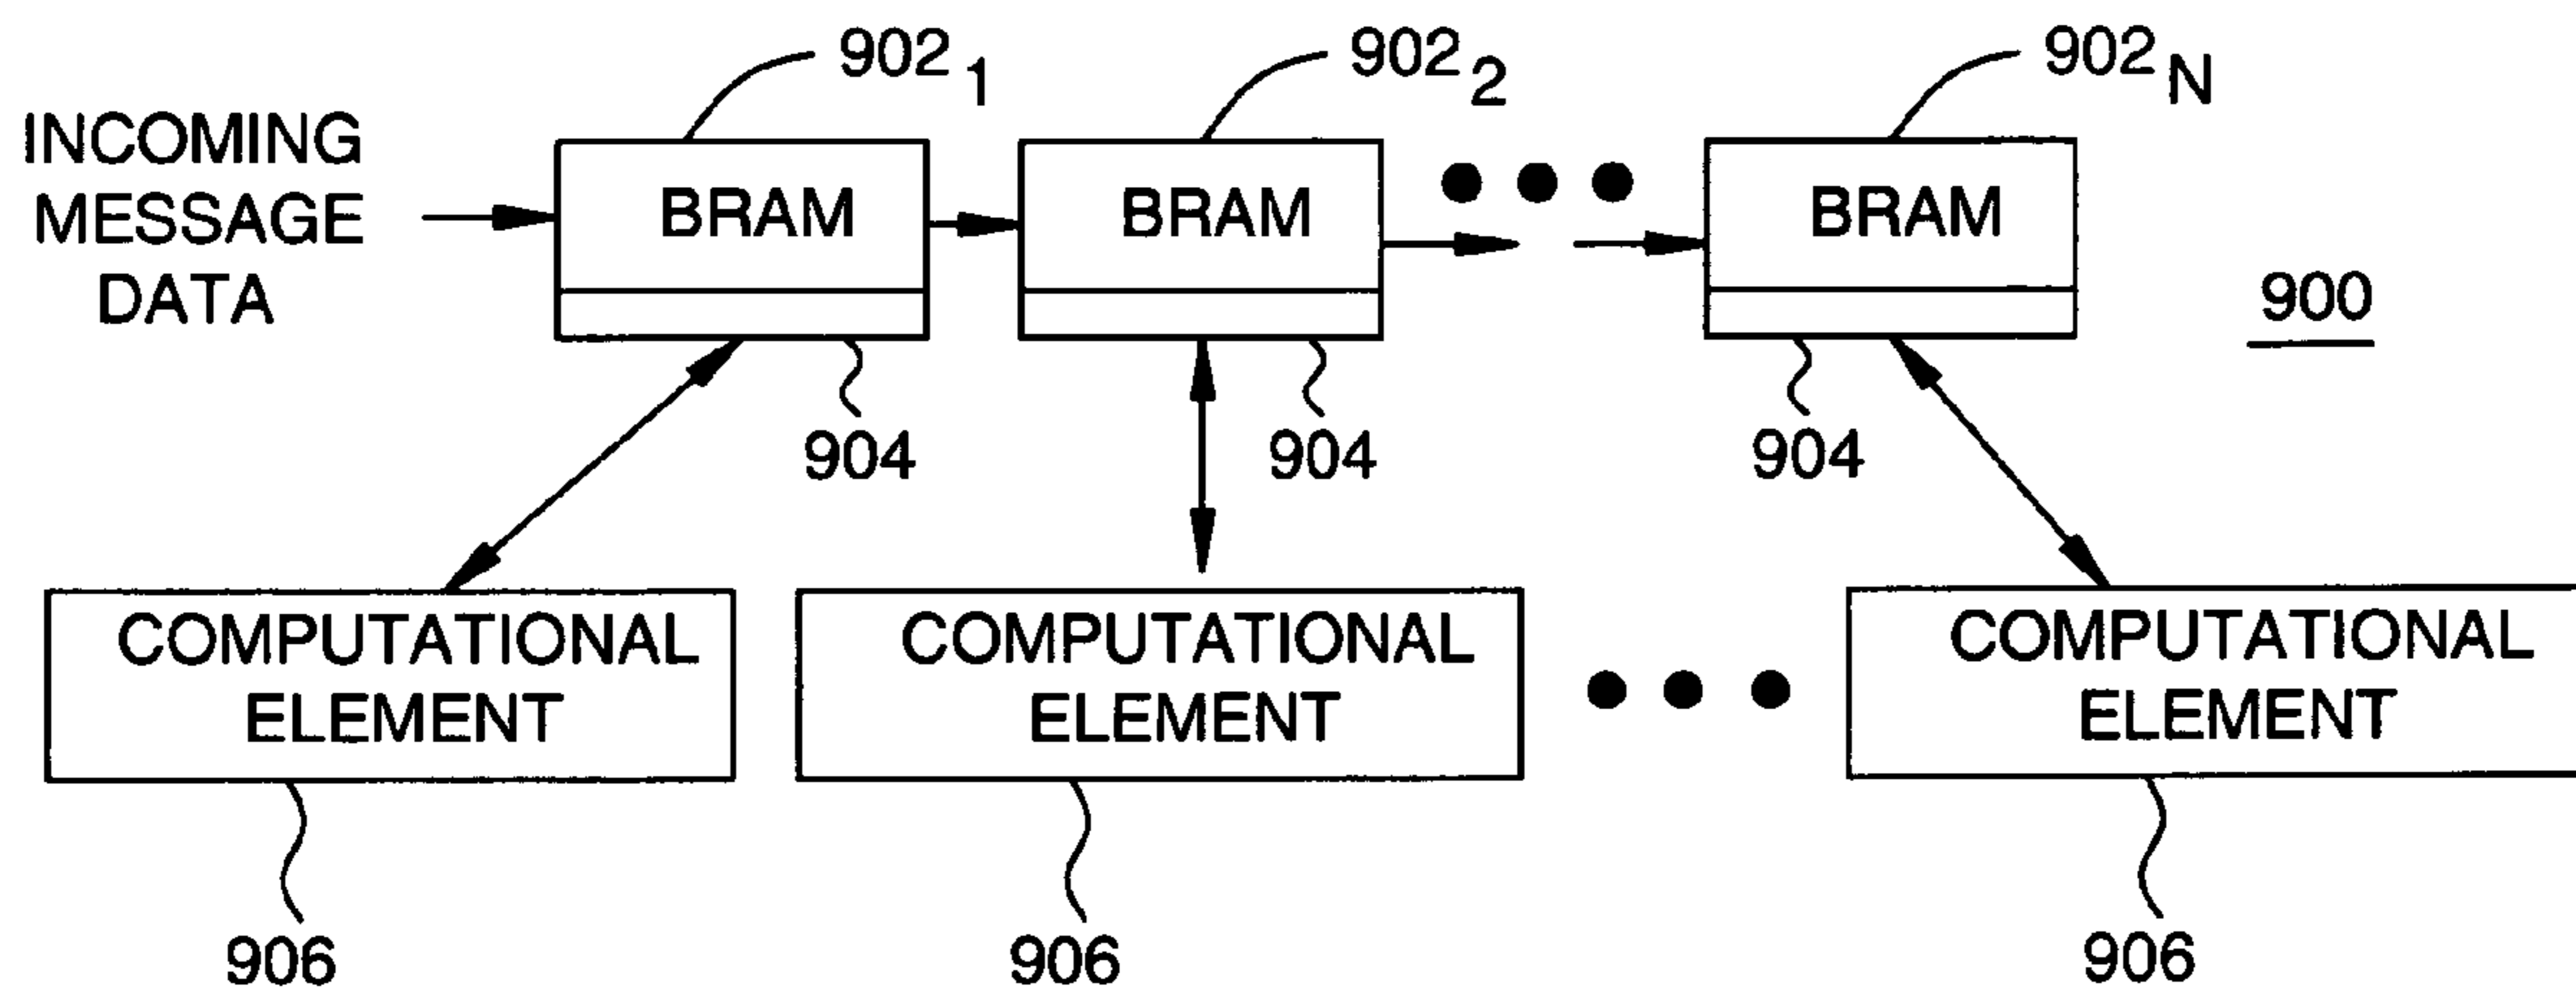 902 1
902 2
902 N
INCOMING
MESSAGE
DATA
BRAM
BRAM
BRAM
900
904
904
904
COMPUTATIONAL
ELEMENT
COMPUTATIONAL
ELEMENT
COMPUTATIONAL
ELEMENT
906
906
906